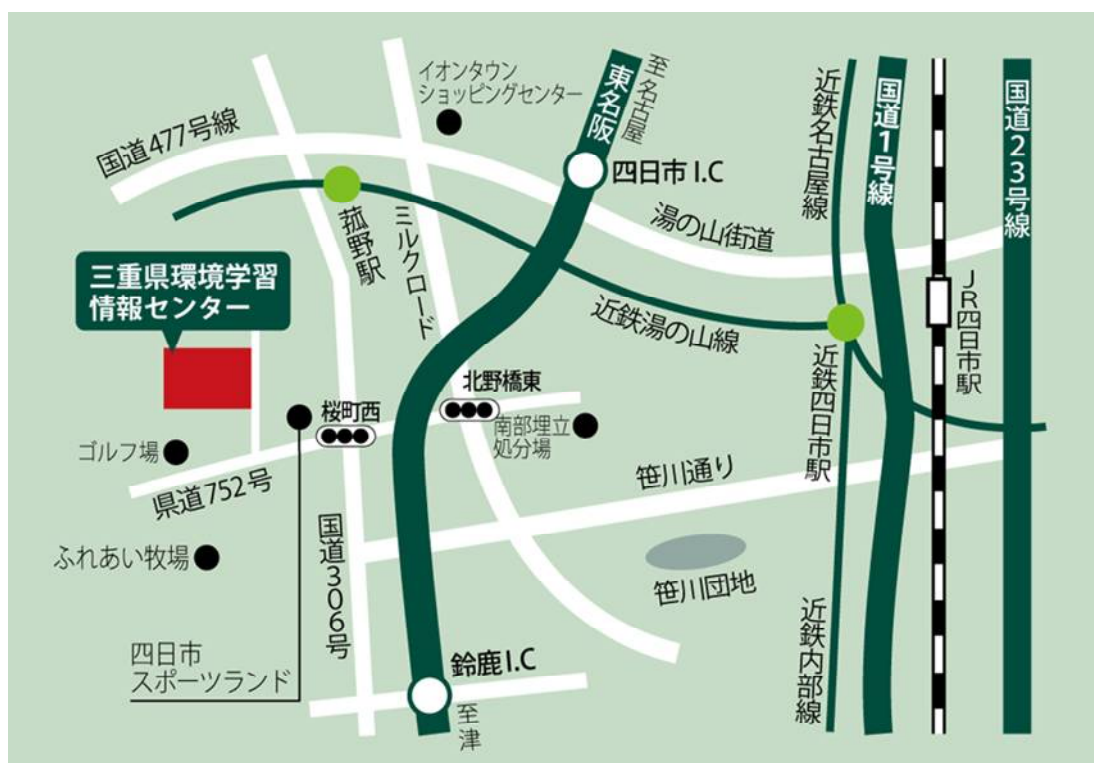 イオンタウン
ショッピングセンター
東名阪
至名古屋
国道477号線
四日市 I.C
近鉄名古屋線
国道1号線
国道23号線
湯の山街道
菰野駅
ミルクロード
三重県環境学習
情報センター
近鉄湯の山線
JR四日市駅
近鉄四日市駅
北野橋東
桜町西
南部埋立
処分場
ゴルフ場
県道752号
笹川通り
ふれあい牧場
国道306号
笹川団地
近鉄内部線
四日市
スポーツランド
鈴鹿I.C
至津